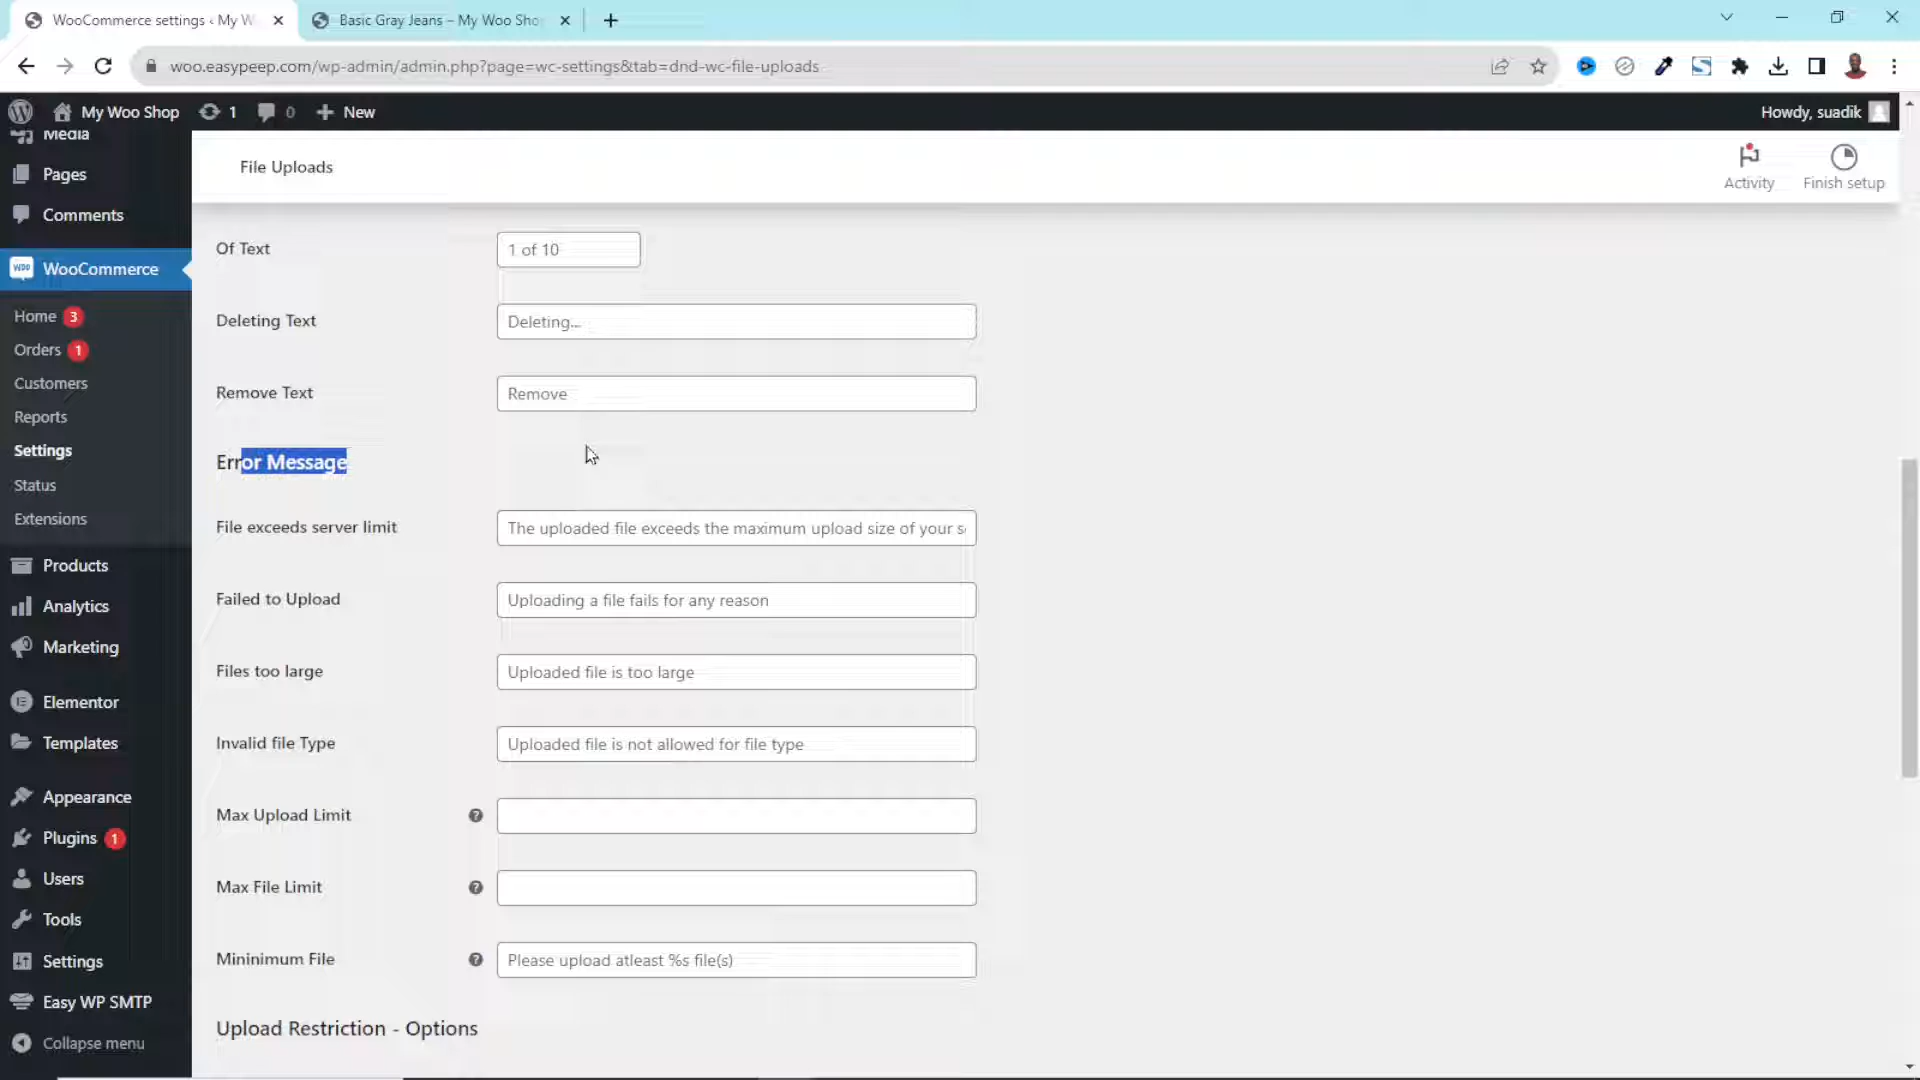 WooCommerce settings ‹ My W
Basic Gray Jeans – My Woo Sho
woo.easypeep.com/wp-admin/admin.php?page=wc-settings&tab=dnd-wc-file-uploads
My Woo Shop
1
0
New
Howdy, suadik
Media
Pages
Comments
WooCommerce
Home 3
Orders 1
Customers
Reports
Settings
Status
Extensions
Products
Analytics
Marketing
Elementor
Templates
Appearance
Plugins 1
Users
Tools
Settings
Easy WP SMTP
Collapse menu
File Uploads
Activity
Finish setup
Of Text
1 of 10
Deleting Text
Deleting...
Remove Text
Remove
Error Message
File exceeds server limit
The uploaded file exceeds the maximum upload size of your s
Failed to Upload
Uploading a file fails for any reason
Files too large
Uploaded file is too large
Invalid file Type
Uploaded file is not allowed for file type
Max Upload Limit
Max File Limit
Mininimum File
Please upload atleast %s file(s)
Upload Restriction - Options